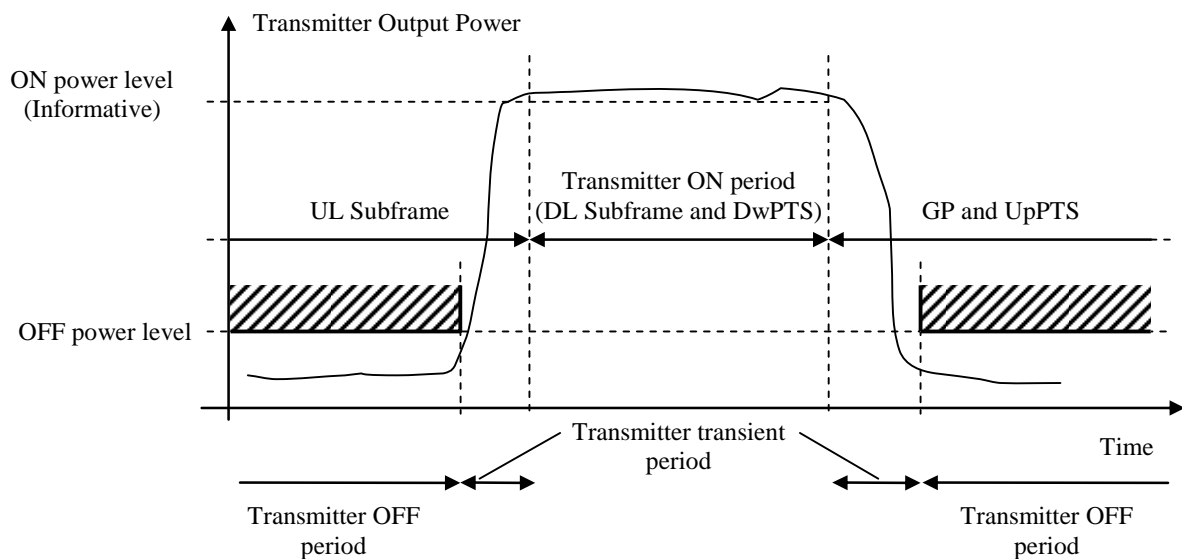 Transmitter Output Power
ON power level
(Informative)
UL Subframe
Transmitter ON period
(DL Subframe and DwPTS)
GP and UpPTS
OFF power level
Transmitter transient
period
Time
Transmitter OFF
period
Transmitter OFF
period